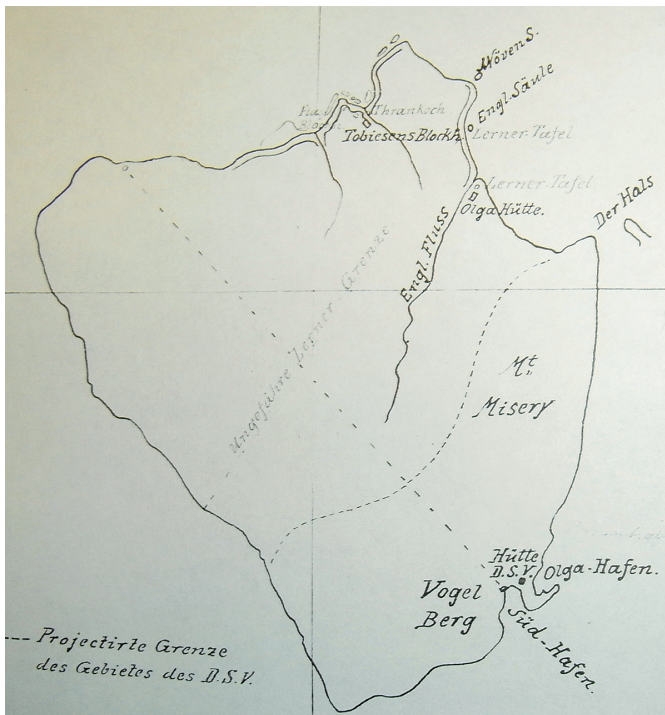 Möven S.
Engl. Säule
Thrankoch
Tobiesens Blockh.
Lerner-Tafel
Lerner-Tafel
Olga Hütte.
Der Hals
Engl. Fluss
Ungefähre Lerner-Grenze
Mt
Misery
Hütte
D.S.V.
Olga-Hafen.
Vogel
Berg
Süd-Hafen.
--- Projectirte Grenze
des Gebietes des D.S.V.